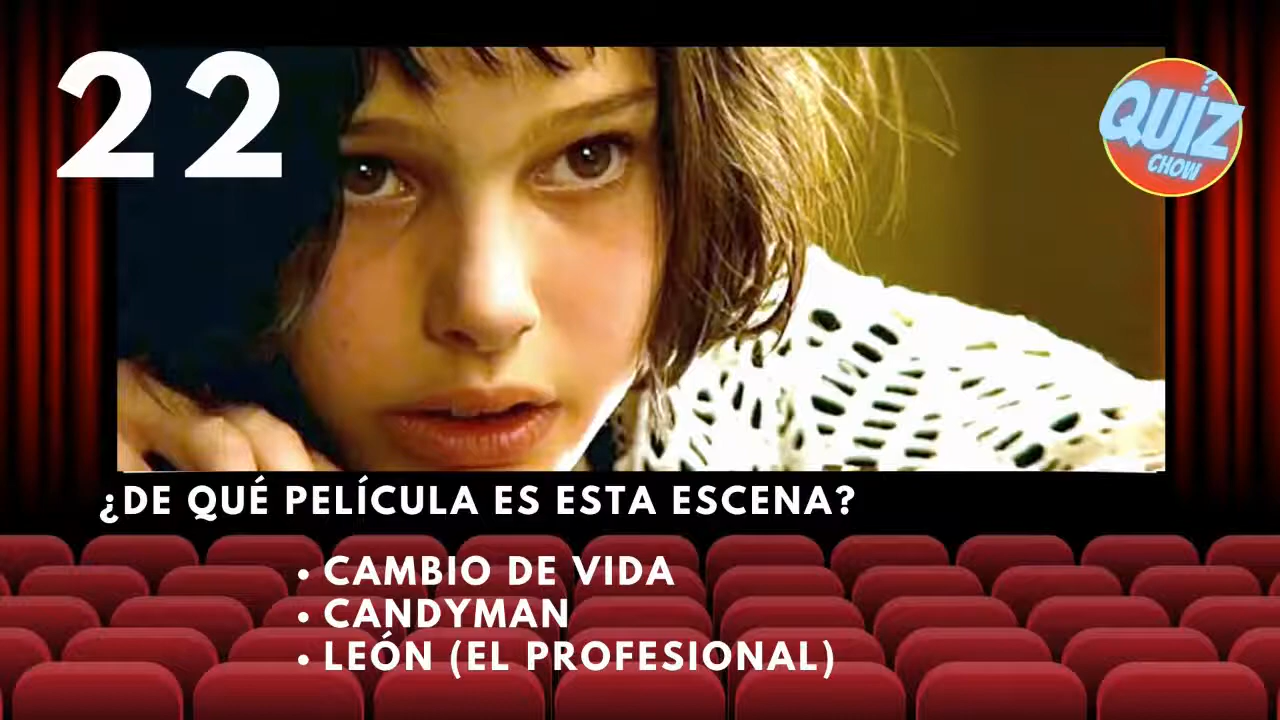 22
?
QUIZ
CHOW
¿DE QUÉ PELÍCULA ES ESTA ESCENA?
• CAMBIO DE VIDA
• CANDYMAN
• LEÓN (EL PROFESIONAL)